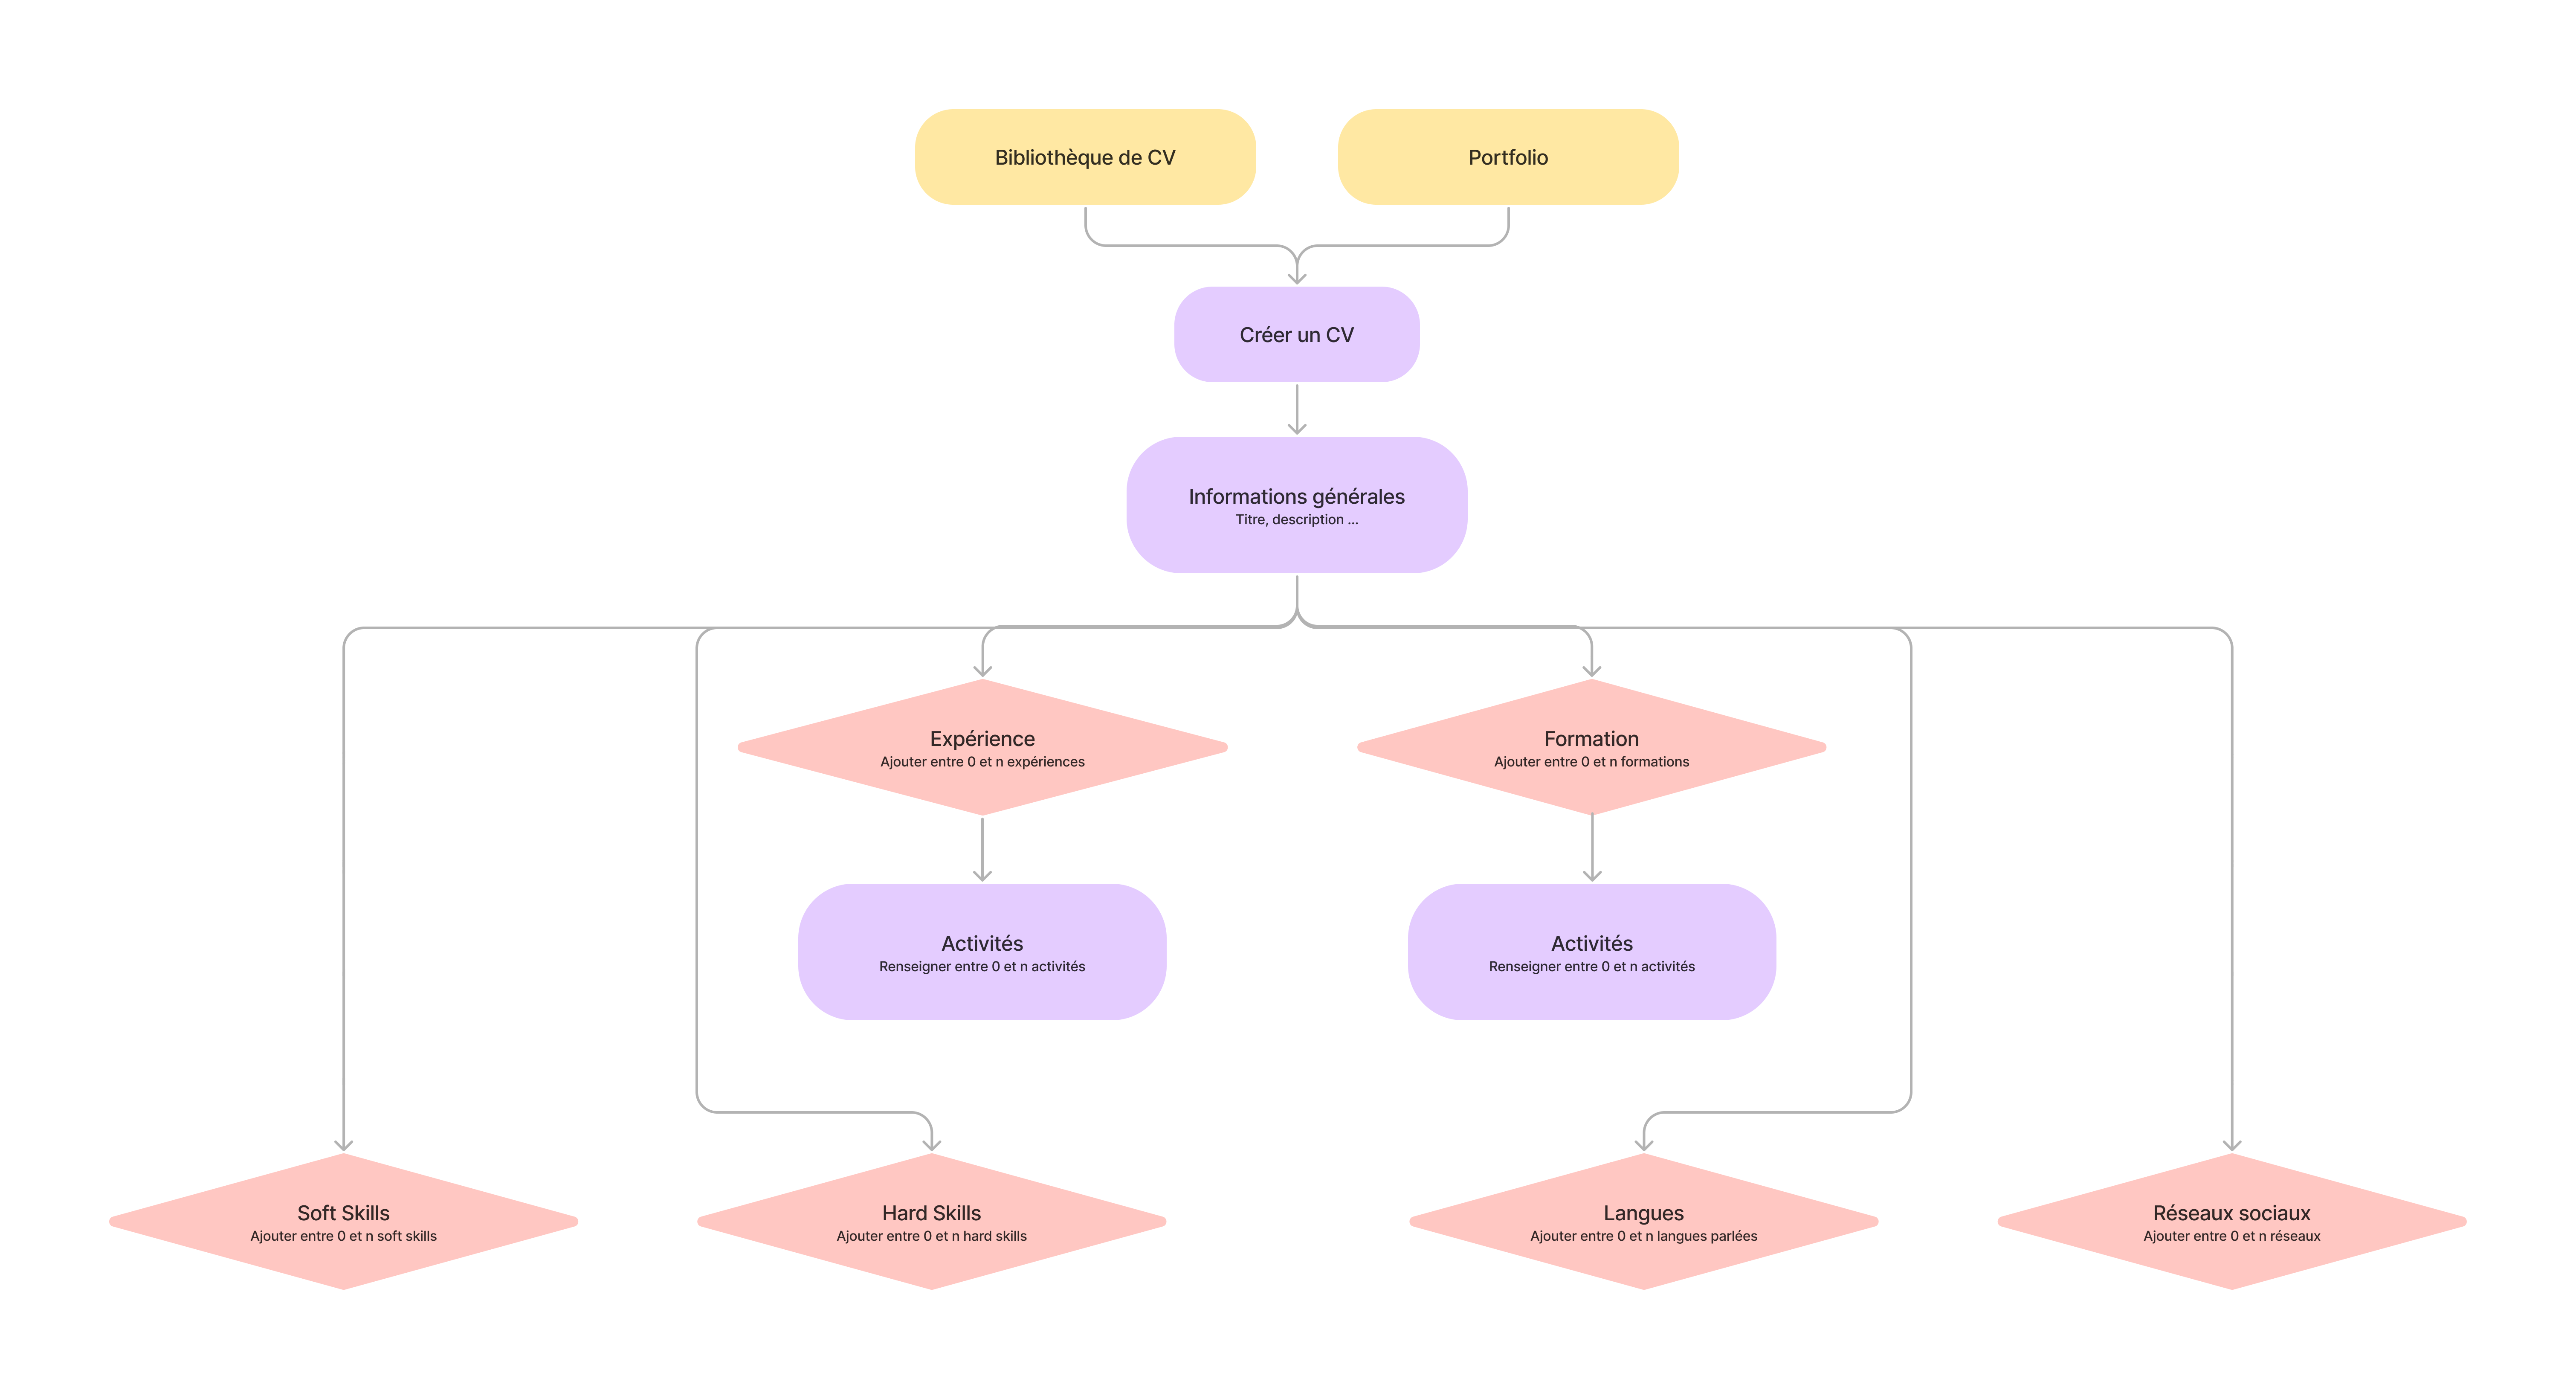 Bibliothèque de CV
Portfolio
Créer un CV
Informations générales
Titre, description ...
Expérience
Ajouter entre 0 et n expériences
Formation
Ajouter entre 0 et n formations
Activités
Renseigner entre 0 et n activités
Activités
Renseigner entre 0 et n activités
Soft Skills
Ajouter entre 0 et n soft skills
Hard Skills
Ajouter entre 0 et n hard skills
Langues
Ajouter entre 0 et n langues parlées
Réseaux sociaux
Ajouter entre 0 et n réseaux